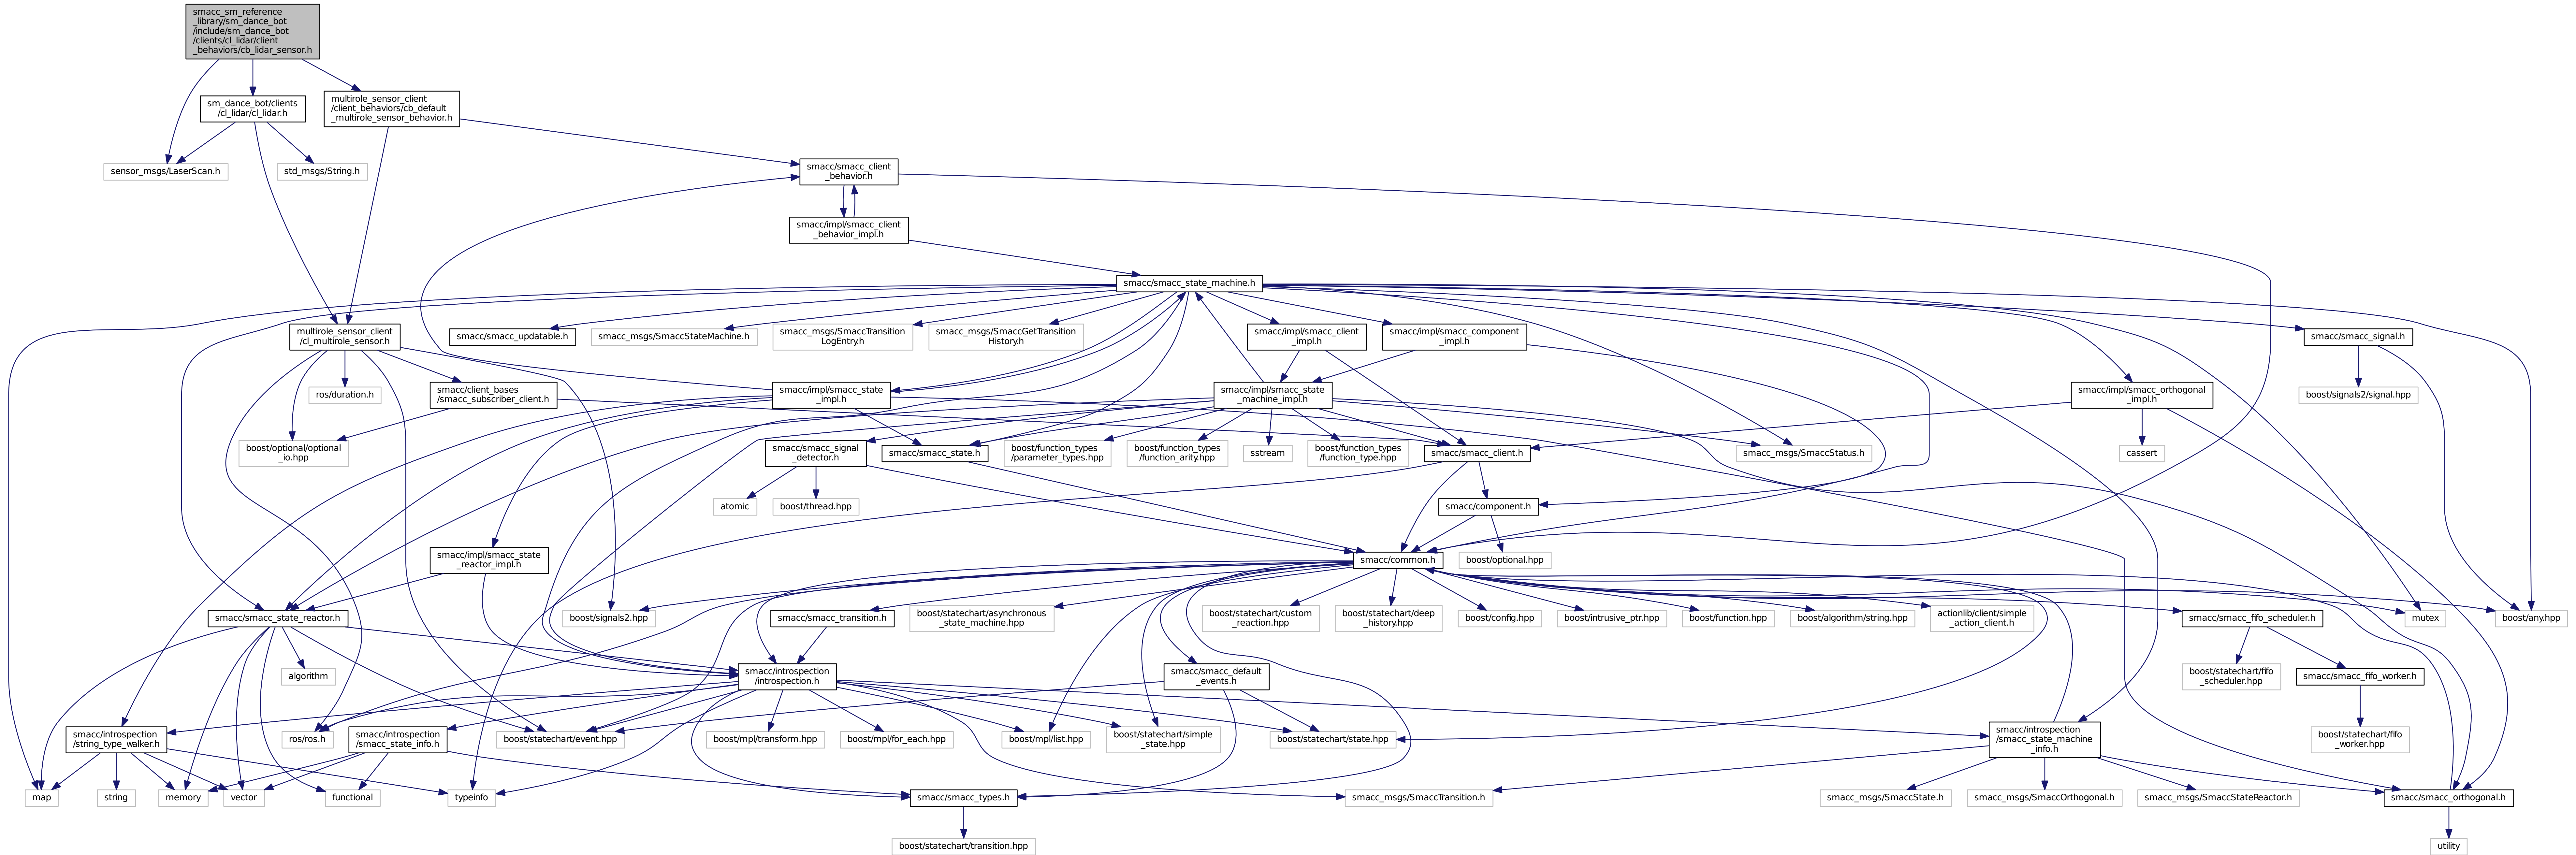 smacc_sm_reference
_library/sm_dance_bot
/include/sm_dance_bot
/clients/cl_lidar/client
_behaviors/cb_lidar_sensor.h
sm_dance_bot/clients
/cl_lidar/cl_lidar.h
multirole_sensor_client
/client_behaviors/cb_default
_multirole_sensor_behavior.h
sensor_msgs/LaserScan.h
std_msgs/String.h
smacc/smacc_client
_behavior.h
smacc/impl/smacc_client
_behavior_impl.h
smacc/smacc_state_machine.h
multirole_sensor_client
/cl_multirole_sensor.h
smacc/smacc_updatable.h
smacc_msgs/SmaccStateMachine.h
smacc_msgs/SmaccTransition
LogEntry.h
smacc_msgs/SmaccGetTransition
History.h
smacc/impl/smacc_client
_impl.h
smacc/impl/smacc_component
_impl.h
smacc/smacc_signal.h
ros/duration.h
smacc/client_bases
/smacc_subscriber_client.h
smacc/impl/smacc_state
_impl.h
smacc/impl/smacc_state
_machine_impl.h
smacc/impl/smacc_orthogonal
_impl.h
boost/signals2/signal.hpp
boost/optional/optional
_io.hpp
smacc/smacc_signal
_detector.h
smacc/smacc_state.h
boost/function_types
/parameter_types.hpp
boost/function_types
/function_arity.hpp
sstream
boost/function_types
/function_type.hpp
smacc/smacc_client.h
smacc_msgs/SmaccStatus.h
cassert
atomic
boost/thread.hpp
smacc/component.h
smacc/impl/smacc_state
_reactor_impl.h
smacc/common.h
boost/optional.hpp
smacc/smacc_state_reactor.h
boost/signals2.hpp
smacc/smacc_transition.h
boost/statechart/asynchronous
_state_machine.hpp
boost/statechart/custom
_reaction.hpp
boost/statechart/deep
_history.hpp
boost/config.hpp
boost/intrusive_ptr.hpp
boost/function.hpp
boost/algorithm/string.hpp
actionlib/client/simple
_action_client.h
smacc/smacc_fifo_scheduler.h
mutex
boost/any.hpp
algorithm
smacc/introspection
/introspection.h
smacc/smacc_default
_events.h
boost/statechart/fifo
_scheduler.hpp
smacc/smacc_fifo_worker.h
smacc/introspection
/string_type_walker.h
ros/ros.h
smacc/introspection
/smacc_state_info.h
boost/statechart/event.hpp
boost/mpl/transform.hpp
boost/mpl/for_each.hpp
boost/mpl/list.hpp
boost/statechart/simple
_state.hpp
boost/statechart/state.hpp
smacc/introspection
/smacc_state_machine
_info.h
boost/statechart/fifo
_worker.hpp
map
string
memory
vector
functional
typeinfo
smacc/smacc_types.h
smacc_msgs/SmaccTransition.h
smacc_msgs/SmaccState.h
smacc_msgs/SmaccOrthogonal.h
smacc_msgs/SmaccStateReactor.h
smacc/smacc_orthogonal.h
boost/statechart/transition.hpp
utility